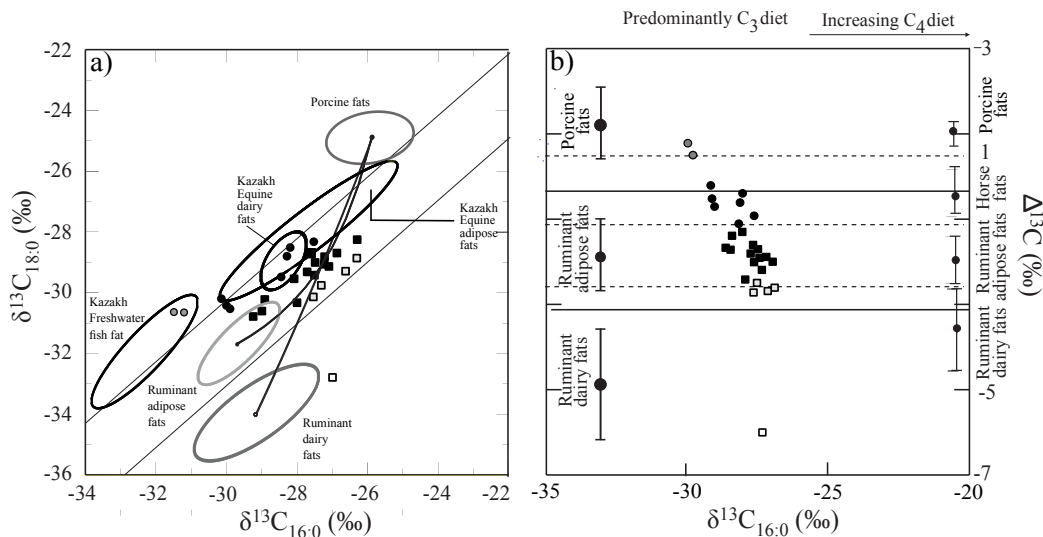 a)
-22
-24
-26
-28
-30
-32
-34
-36
δ13C18:0 (‰)
Porcine fats
Kazakh
Equine
dairy
fats
Kazakh
Equine
adipose
fats
Kazakh
Freshwater
fish fat
Ruminant
adipose
fats
Ruminant
dairy
fats
-34 -32 -30 -28 -26 -24 -22
δ13C16:0 (‰)
Predominantly C3 diet
Increasing C4 diet
b)
Porcine
fats
Ruminant
adipose fats
Ruminant
dairy fats
Porcine
fats
Horse fats
Ruminant
adipose fats
Ruminant
dairy fats
-3
1
-5
-7
Δ13C (‰)
-35 -30 -25 -20
δ13C16:0 (‰)